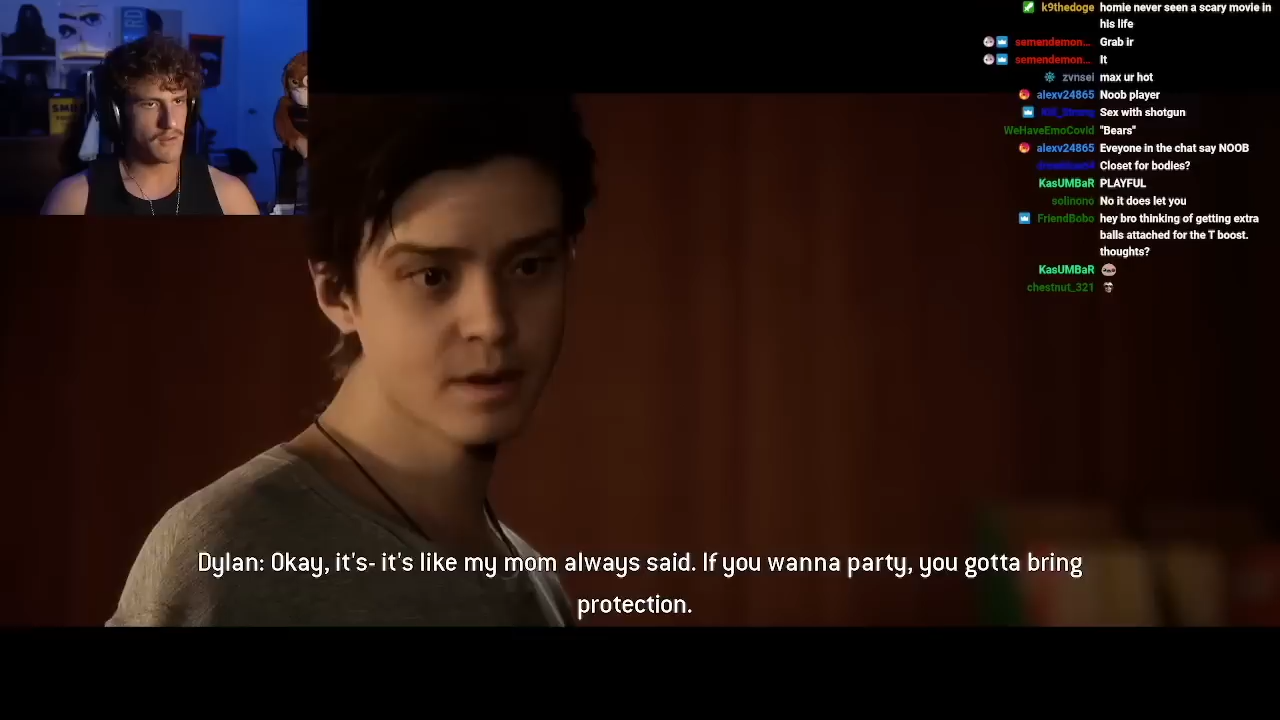 k9thedoge homie never seen a scary movie in
his life
semendemon... Grab ir
semendemon... It
zvnsei max ur hot
alexv24865 Noob player
Sex with shotgun
WeHaveEmoCovid "Bears"
alexv24865 Eveyone in the chat say NOOB
Closet for bodies?
KasUMBaR PLAYFUL
solinono No it does let you
FriendBobo hey bro thinking of getting extra
balls attached for the T boost.
thoughts?
KasUMBaR
chestnut_321
Dylan: Okay, it's- it's like my mom always said. If you wanna party, you gotta bring
protection.